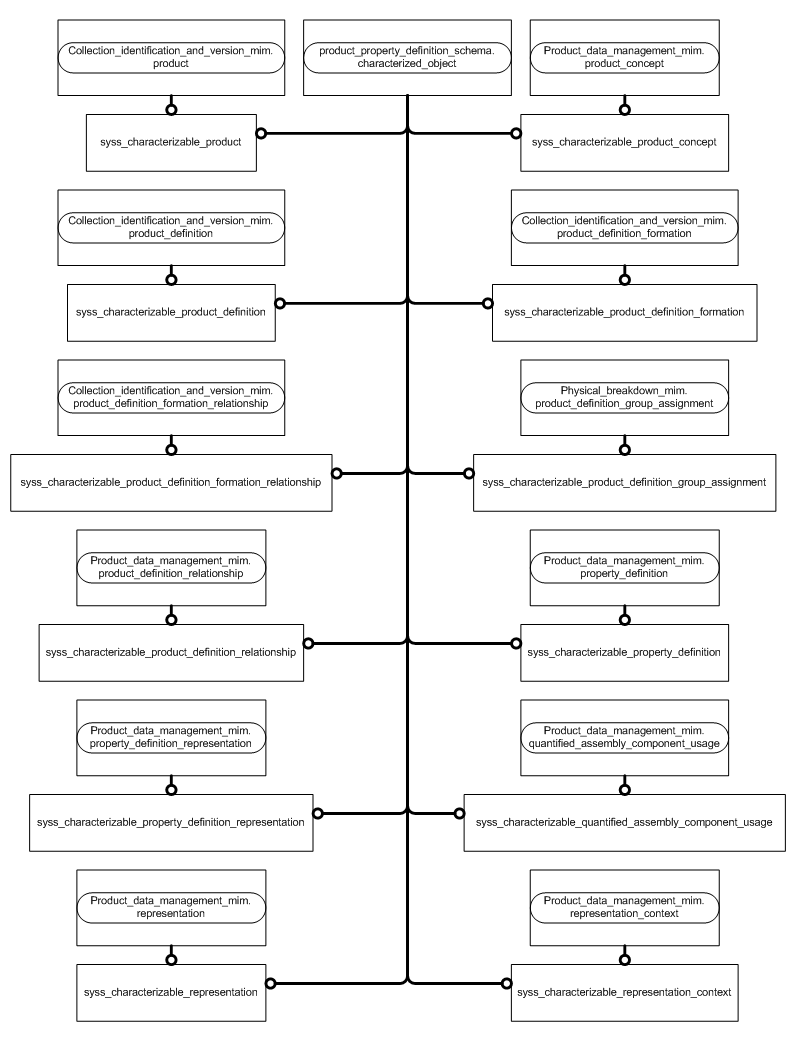 Collection_identification_and_version_mim.
product
product_property_definition_schema.
characterized_object
Product_data_management_mim.
product_concept
syss_characterizable_product
syss_characterizable_product_concept
Collection_identification_and_version_mim.
product_definition
Collection_identification_and_version_mim.
product_definition_formation
syss_characterizable_product_definition
syss_characterizable_product_definition_formation
Collection_identification_and_version_mim.
product_definition_formation_relationship
Physical_breakdown_mim.
product_definition_group_assignment
syss_characterizable_product_definition_formation_relationship
syss_characterizable_product_definition_group_assignment
Product_data_management_mim.
product_definition_relationship
Product_data_management_mim.
property_definition
syss_characterizable_product_definition_relationship
syss_characterizable_property_definition
Product_data_management_mim.
property_definition_representation
Product_data_management_mim.
quantified_assembly_component_usage
syss_characterizable_property_definition_representation
syss_characterizable_quantified_assembly_component_usage
Product_data_management_mim.
representation
Product_data_management_mim.
representation_context
syss_characterizable_representation
syss_characterizable_representation_context